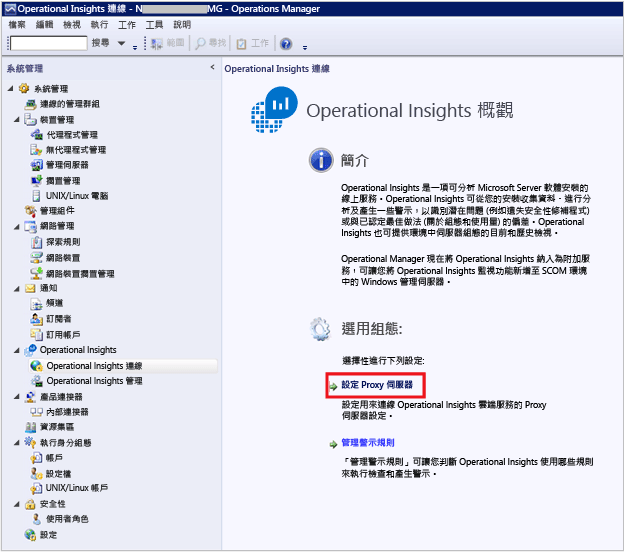 Operational Insights 連線 - N MG - Operations Manager
檔案 編輯 檢視 執行 工作 工具 說明
搜尋 範圍 尋找 工作
系統管理 <
系統管理
連線的管理群組
裝置管理
代理程式管理
無代理程式管理
管理伺服器
擱置管理
UNIX/Linux 電腦
管理組件
網路管理
探索規則
網路裝置
網路裝置擱置管理
通知
頻道
訂閱者
訂用帳戶
Operational Insights
Operational Insights 連線
Operational Insights 管理
產品連接器
內部連接器
資源集區
執行身分組態
帳戶
設定檔
UNIX/Linux 帳戶
安全性
使用者角色
設定
Operational Insights 連線
Operational Insights 概觀
簡介
Operational Insights 是一項可分析 Microsoft Server 軟體安裝的
線上服務。Operational Insights 可從您的安裝收集資料、進行分
析及產生一些警示，以識別潛在問題 (例如遺失安全性修補程式)
或與已認定最佳做法 (關於組態和使用量) 的偏差。Operational
Insights 也可提供環境中伺服器組態的目前和歷史檢視。
Operational Manager 現在將 Operational Insights 納入為附加服
務，可讓您將 Operational Insights 監視功能新增至 SCOM 環境
中的 Windows 管理伺服器。
選用組態:
選擇性進行下列設定:
設定 Proxy 伺服器
設定用來連線 Operational Insights 雲端服務的 Proxy
伺服器設定。
管理警示規則
「管理警示規則」可讓您判斷 Operational Insights 使用哪些規則
來執行檢查和產生警示。